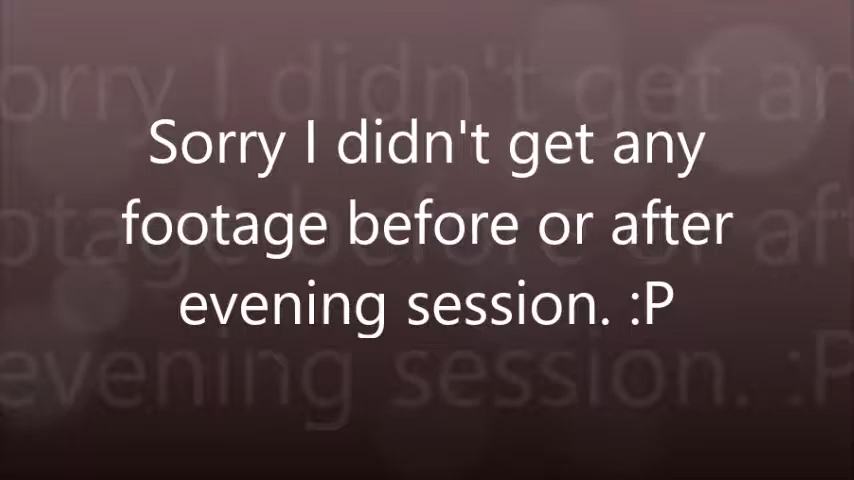 Sorry I didn't get any
footage before or after
evening session. :P